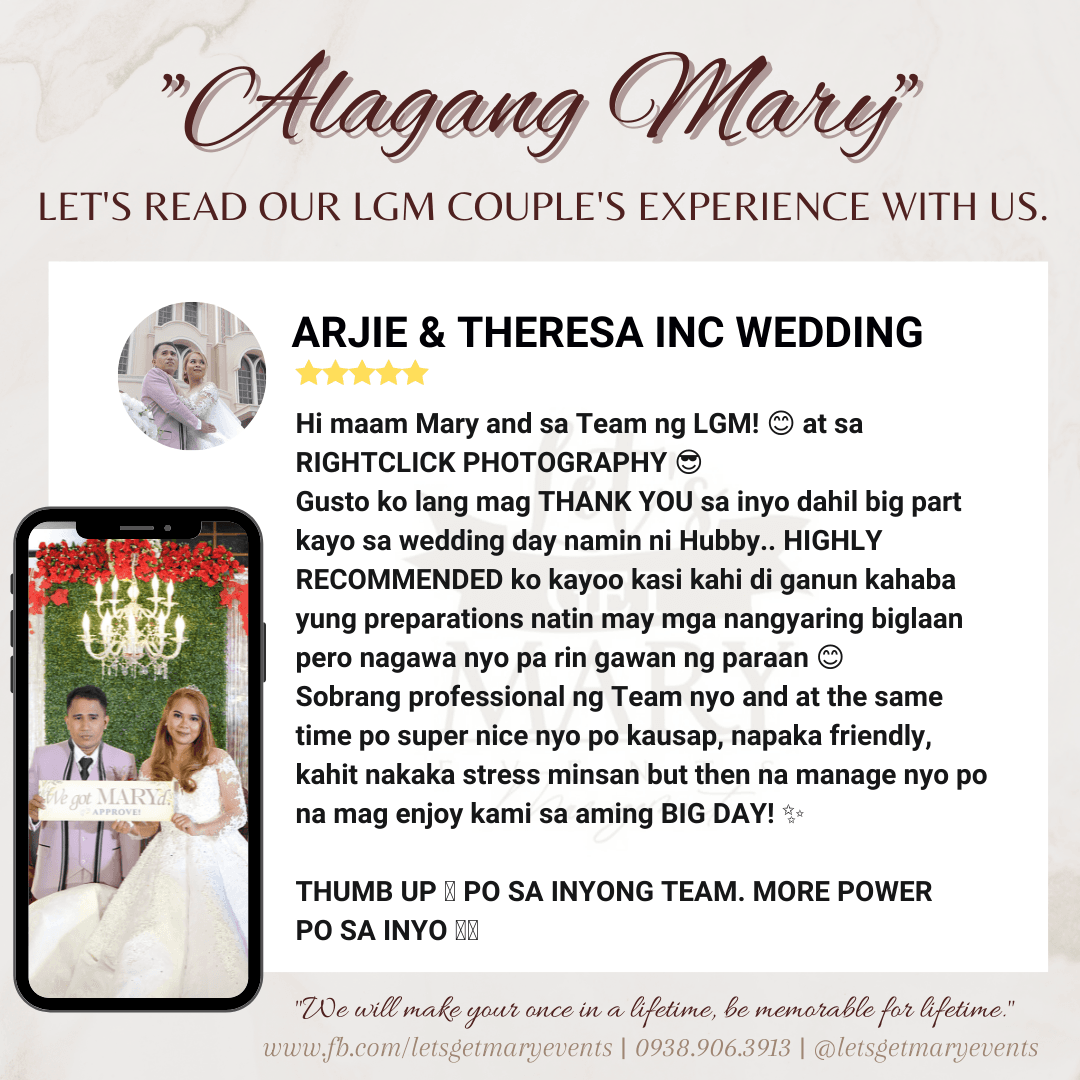 "Alagang Mary"
LET'S READ OUR LGM COUPLE'S EXPERIENCE WITH US.
ARJIE & THERESA INC WEDDING
Hi maam Mary and sa Team ng LGM! 😊 at sa
RIGHTCLICK PHOTOGRAPHY 😎
Gusto ko lang mag THANK YOU sa inyo dahil big part
kayo sa wedding day namin ni Hubby.. HIGHLY
RECOMMENDED ko kayoo kasi kahi di ganun kahaba
yung preparations natin may mga nangyaring biglaan
pero nagawa nyo pa rin gawan ng paraan 😊
Sobrang professional ng Team nyo and at the same
time po super nice nyo po kausap, napaka friendly,
kahit nakaka stress minsan but then na manage nyo po
na mag enjoy kami sa aming BIG DAY! ✨
THUMB UP PO SA INYONG TEAM. MORE POWER
PO SA INYO
Let's
GET
MARY
EVENTS
We got MARYd!
APPROVE!
"We will make your once in a lifetime, be memorable for lifetime."
www.fb.com/letsgetmaryevents | 0938.906.3913 | @letsgetmaryevents